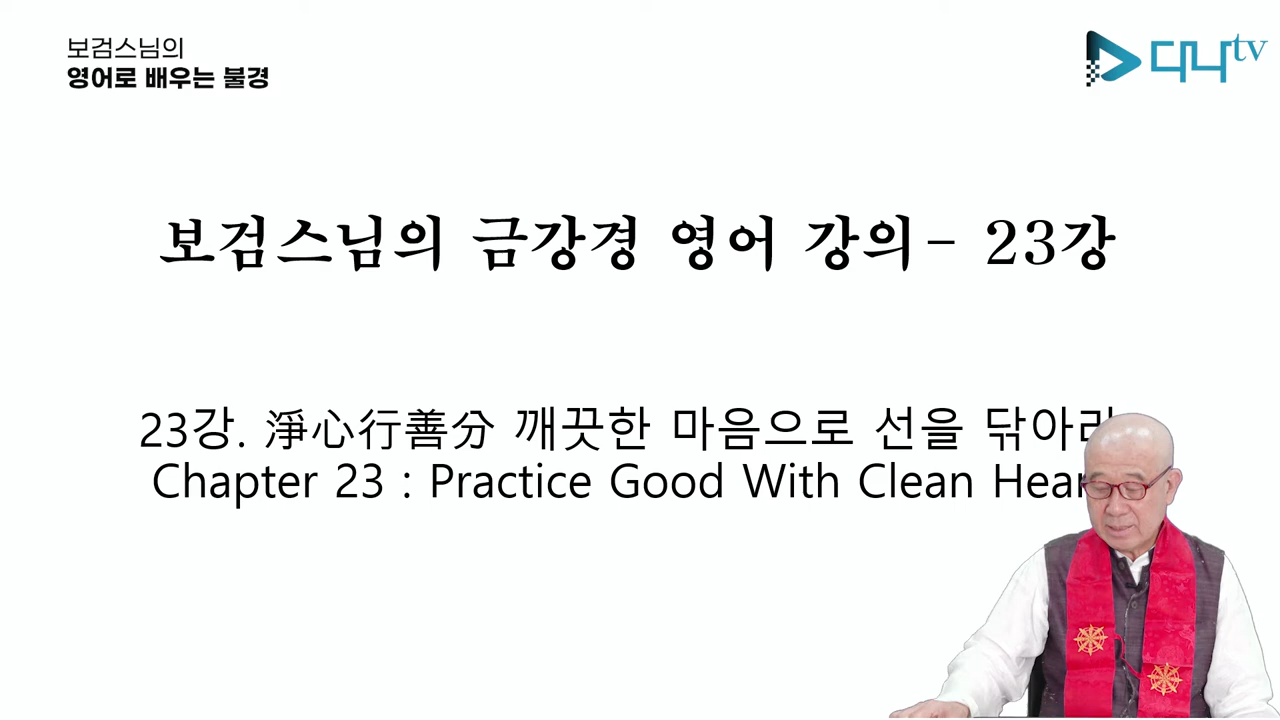 보검스님의
영어로 배우는 불경
디나tv
보검스님의 금강경 영어 강의- 23강
23강. 淨心行善分 깨끗한 마음으로 선을 닦아라
Chapter 23 : Practice Good With Clean Hear